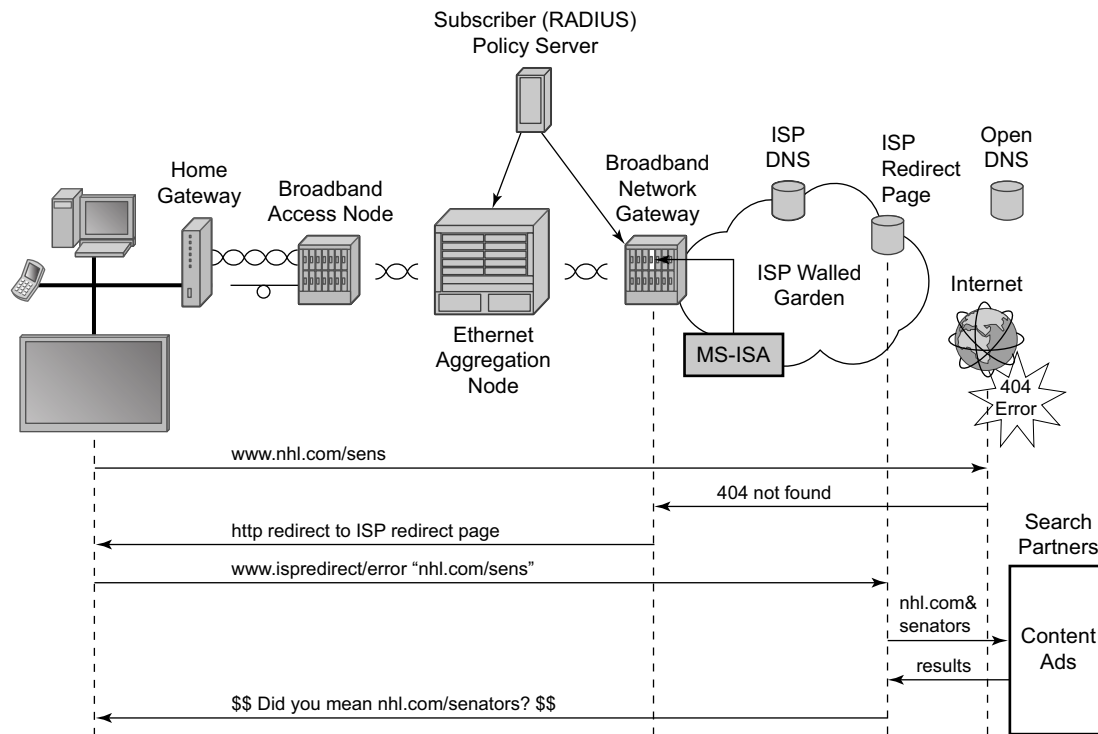 Subscriber (RADIUS)
Policy Server
Home
Gateway
Broadband
Access Node
Ethernet
Aggregation
Node
Broadband
Network
Gateway
ISP
DNS
ISP
Redirect
Page
Open
DNS
ISP Walled
Garden
MS-ISA
Internet
404
Error
www.nhl.com/sens
404 not found
http redirect to ISP redirect page
www.ispredirect/error “nhl.com/sens”
Search
Partners
nhl.com&
senators
Content
Ads
results
$$ Did you mean nhl.com/senators? $$